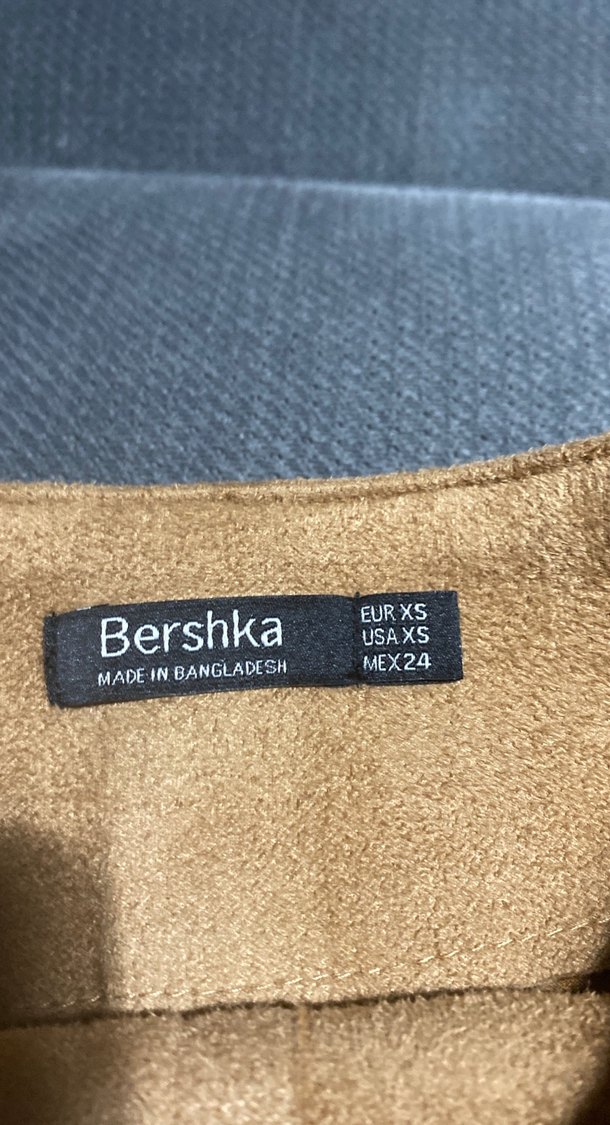 Bershka
MADE IN BANGLADESH
EUR XS
USA XS
MEX 24